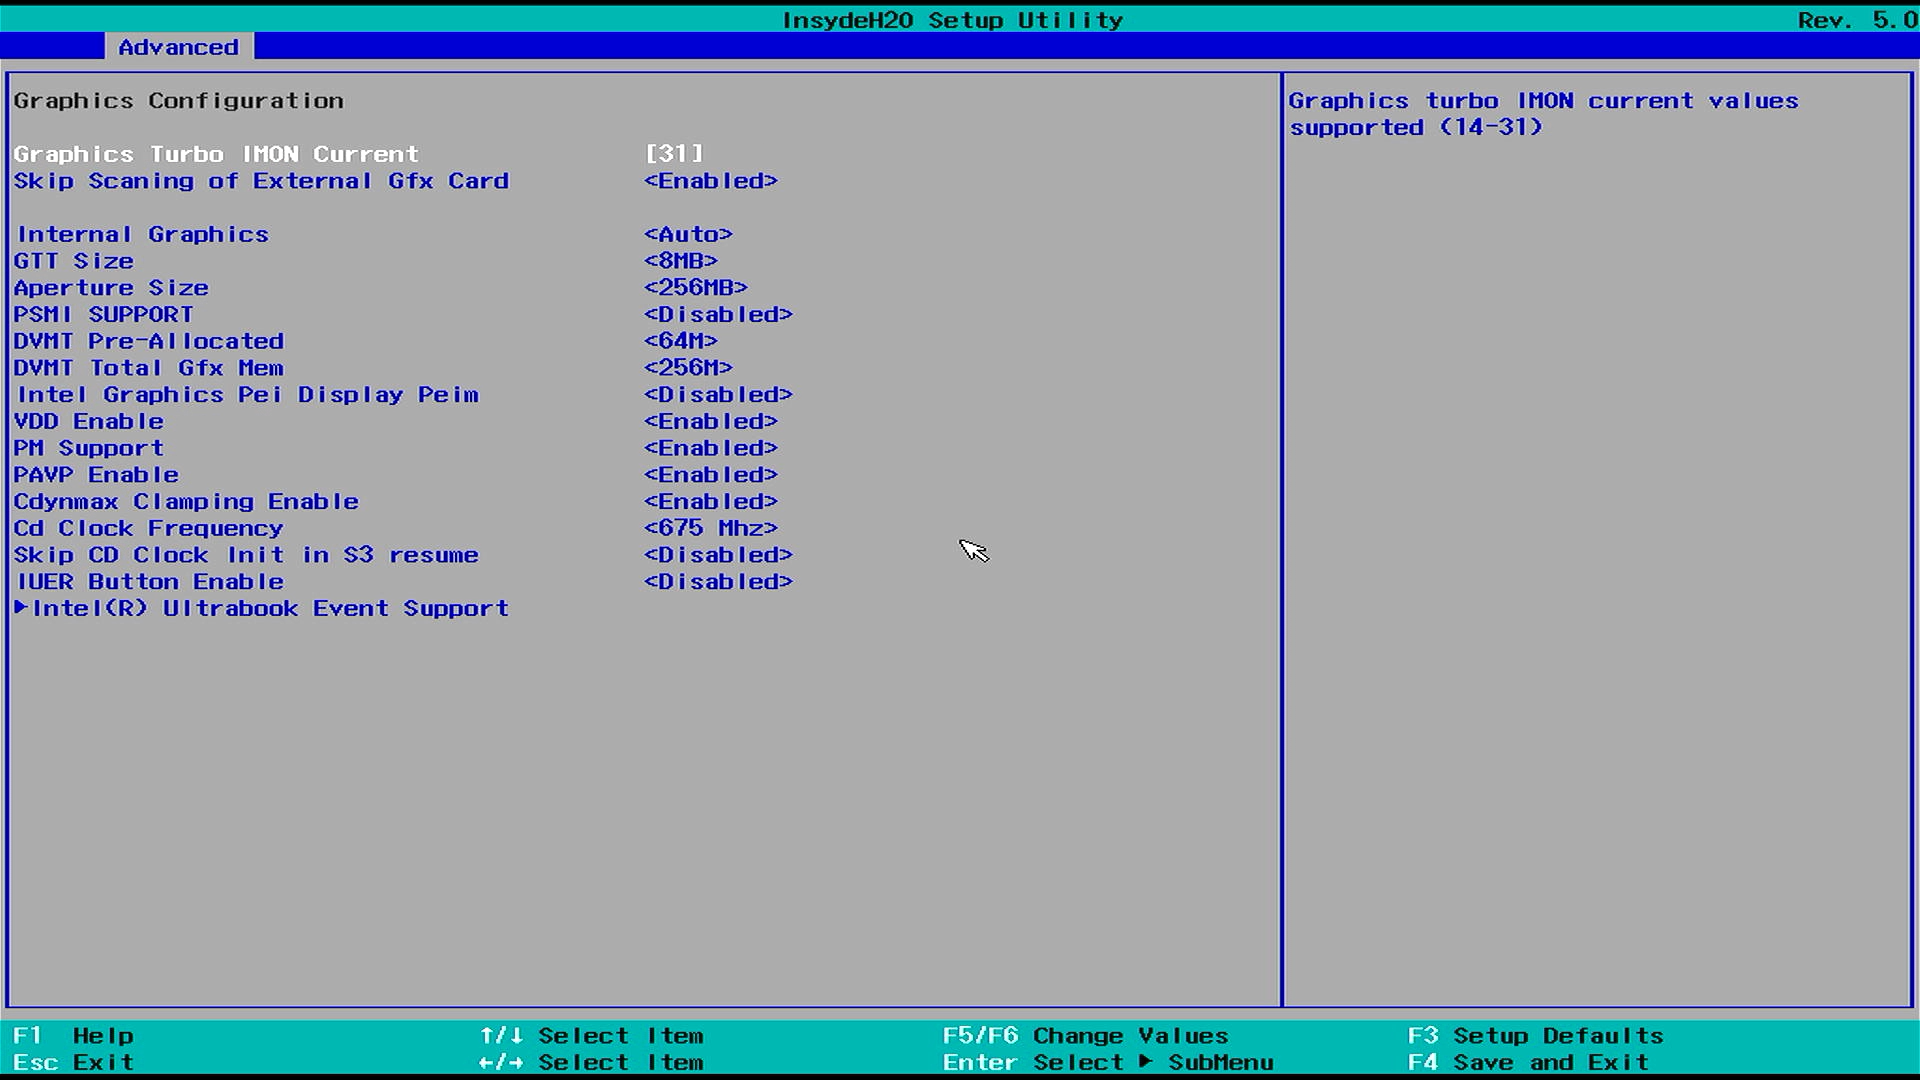 InsydeH20 Setup Utility
Rev. 5.0
Advanced
Graphics Configuration
Graphics Turbo IMON Current [31]
Skip Scaning of External Gfx Card <Enabled>
Internal Graphics <Auto>
GTT Size <8MB>
Aperture Size <256MB>
PSMI SUPPORT <Disabled>
DVMT Pre-Allocated <64M>
DVMT Total Gfx Mem <256M>
Intel Graphics Pei Display Peim <Disabled>
VDD Enable <Enabled>
PM Support <Enabled>
PAVP Enable <Enabled>
Cdynmax Clamping Enable <Enabled>
Cd Clock Frequency <675 Mhz>
Skip CD Clock Init in S3 resume <Disabled>
IUER Button Enable <Disabled>
▶Intel(R) Ultrabook Event Support
Graphics turbo IMON current values
supported (14-31)
F1 Help ↑/↓ Select Item F5/F6 Change Values F3 Setup Defaults
Esc Exit ←/→ Select Item Enter Select ▶ SubMenu F4 Save and Exit